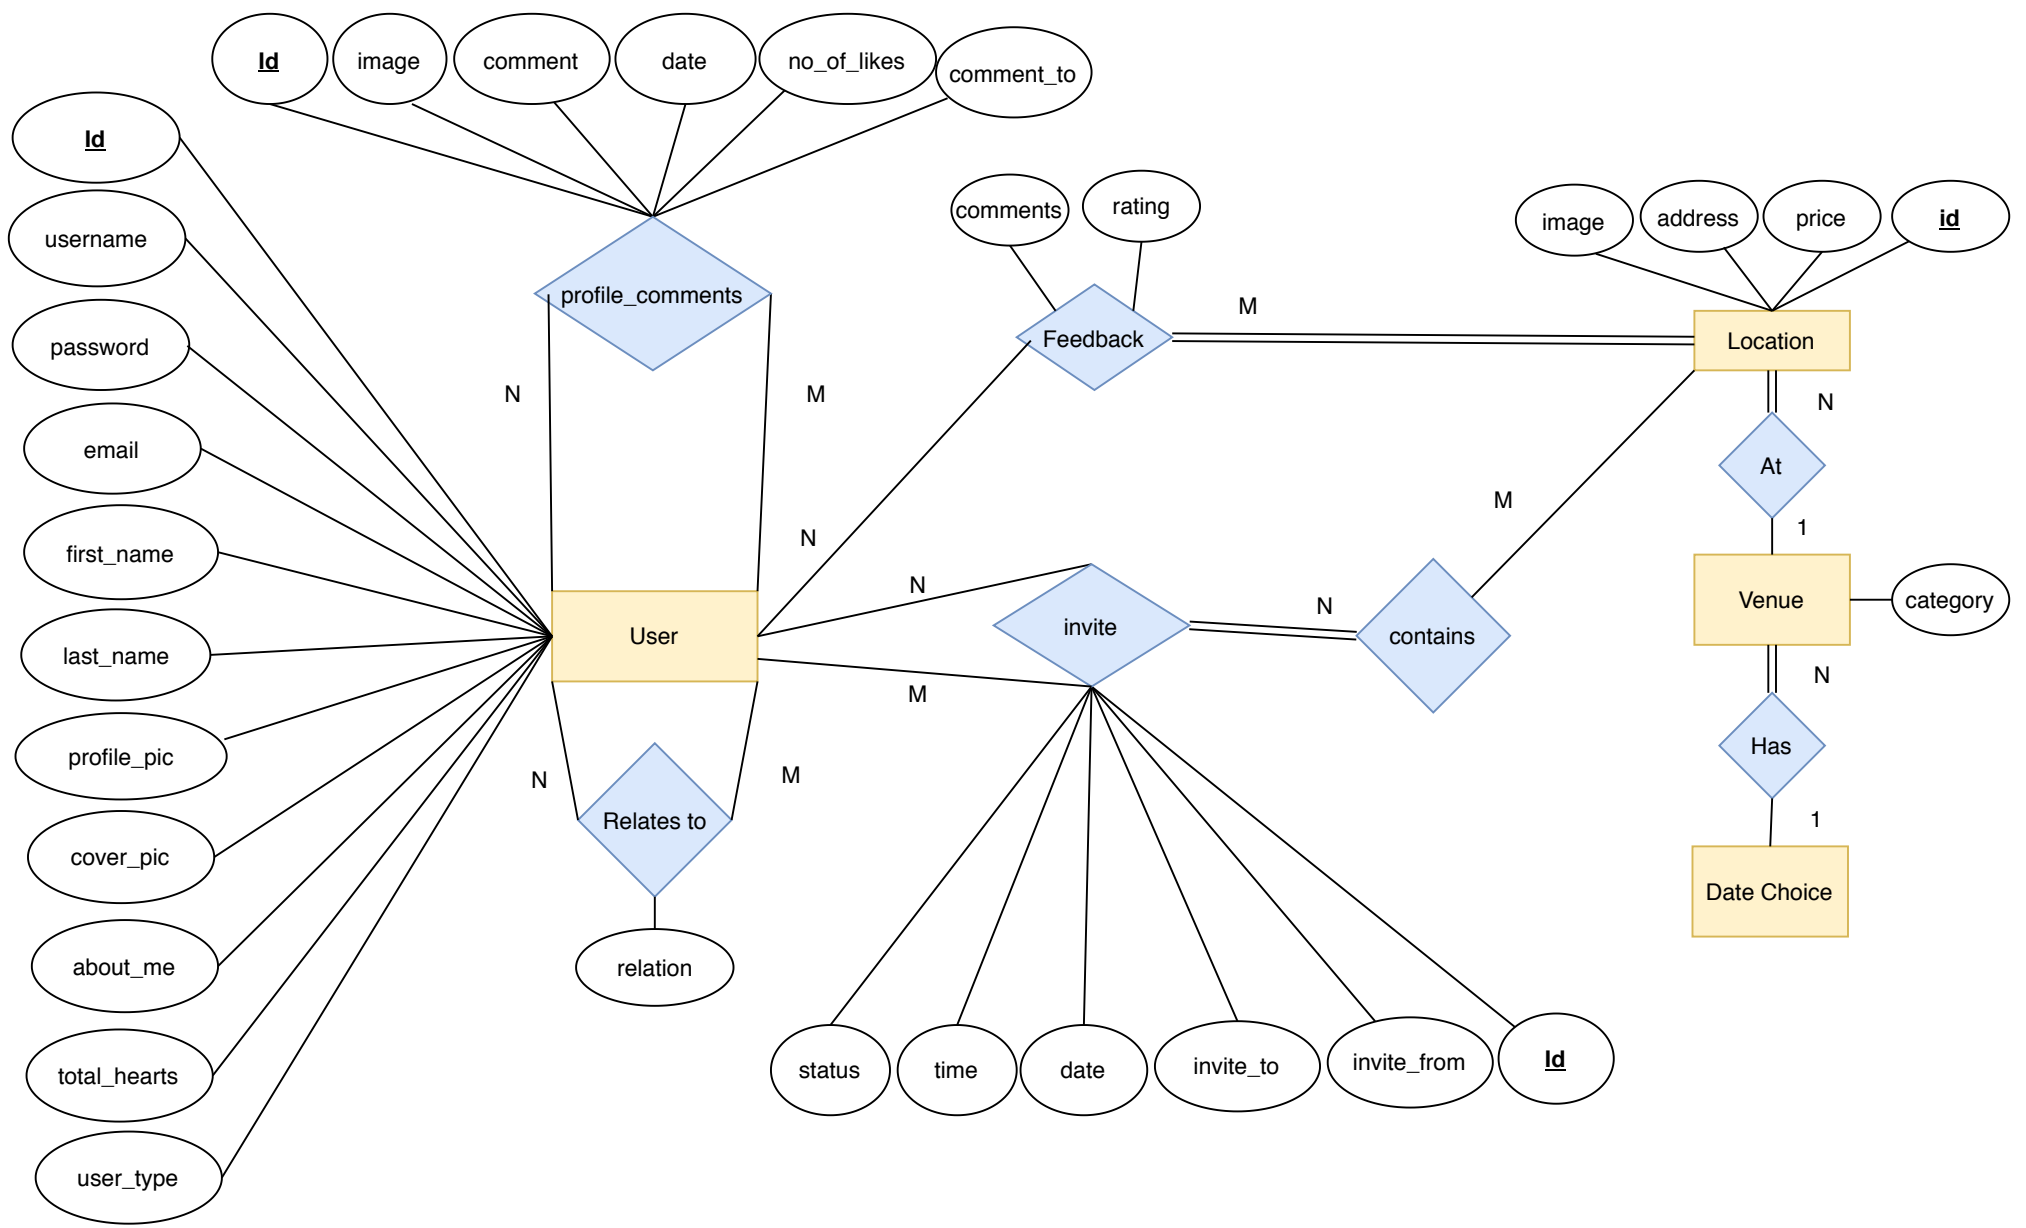 Id
image
comment
date
no_of_likes
comment_to
Id
username
password
email
first_name
last_name
profile_pic
cover_pic
about_me
total_hearts
user_type
profile_comments
N
M
comments
rating
Feedback
M
N
image
address
price
id
Location
N
At
1
Venue
category
N
Has
1
Date Choice
User
N
invite
N
contains
M
M
N
M
Relates to
relation
status
time
date
invite_to
invite_from
Id